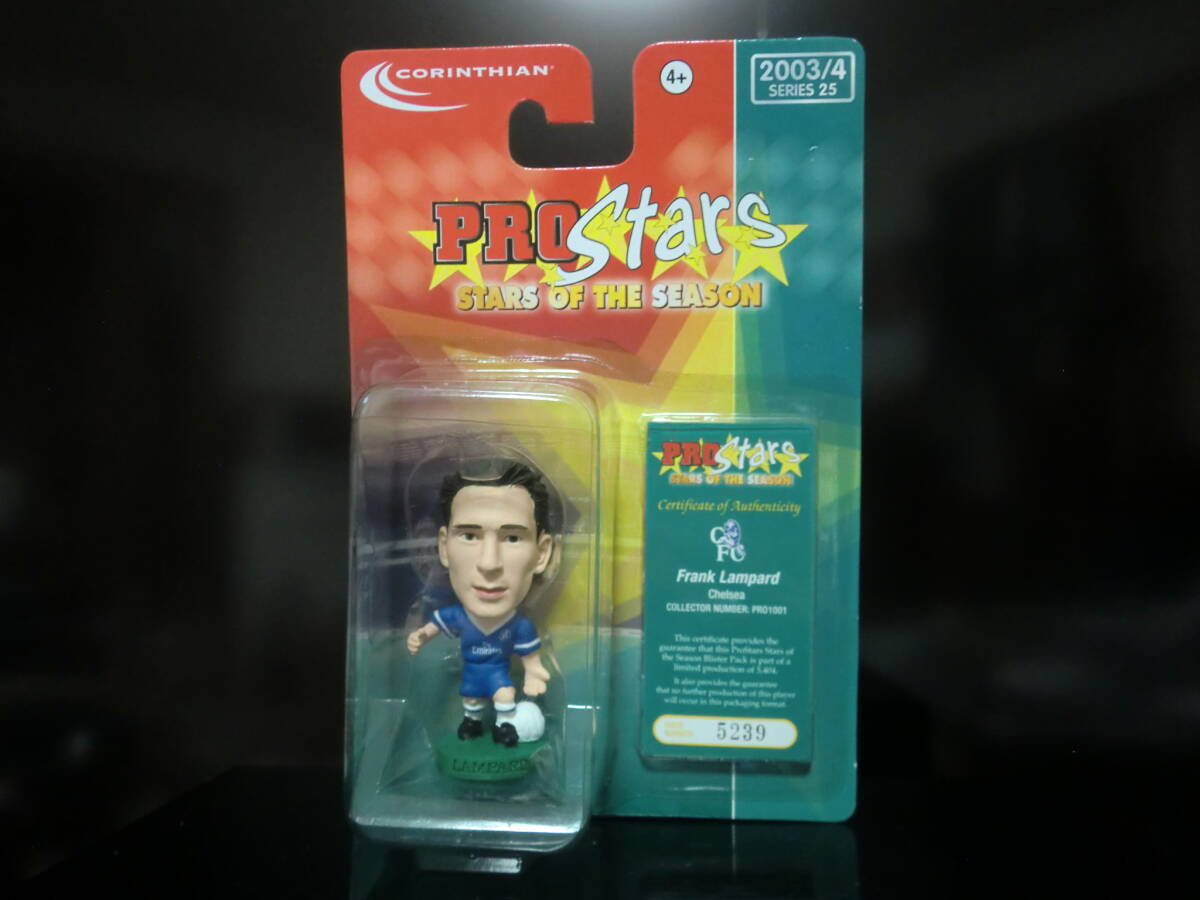 CORINTHIAN
4+
2003/4
SERIES 25
PROStars
STARS OF THE SEASON
PROStars
STARS OF THE SEASON
Certificate of Authenticity
CFC
Frank Lampard
Chelsea
COLLECTOR NUMBER: PRO1001
This certificate provides the
guarantee that this ProStars Stars of
the Season Blister Pack is part of a
limited production of 5,404.
It also provides the guarantee
that no further production of this player
will occur in this packaging format.
NUMBER
5239
Emirates
LAMPARD